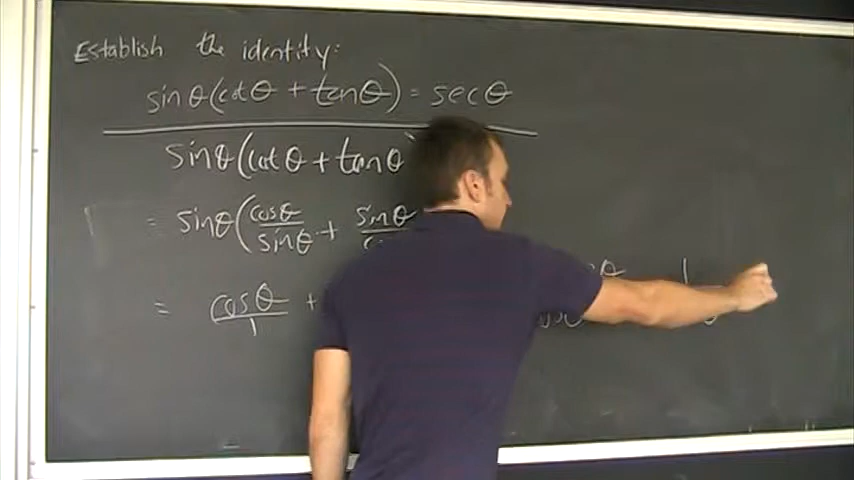 Establish the identity:
sinθ(cotθ + tanθ) = secθ
sinθ(cotθ + tanθ
= sinθ(cosθ/sinθ + sinθ/
= cosθ/1 +